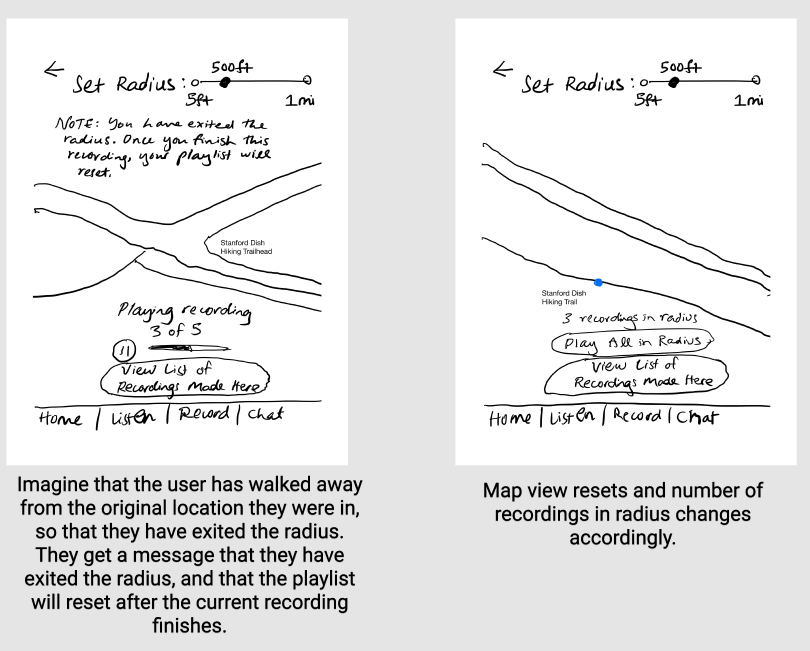 ←
500ft
Set Radius:
5ft
1mi
NOTE: You have exited the
radius. Once you finish this
recording, your playlist will
reset.
Stanford Dish
Hiking Trailhead
Playing recording
3 of 5
View List of
Recordings Made Here
Home | Listen | Record | Chat
Imagine that the user has walked away
from the original location they were in,
so that they have exited the radius.
They get a message that they have
exited the radius, and that the playlist
will reset after the current recording
finishes.
←
500ft
Set Radius:
5ft
1mi
Stanford Dish
Hiking Trail
3 recordings in radius
Play All in Radius
View List of
Recordings Made Here
Home | Listen | Record | Chat
Map view resets and number of
recordings in radius changes
accordingly.